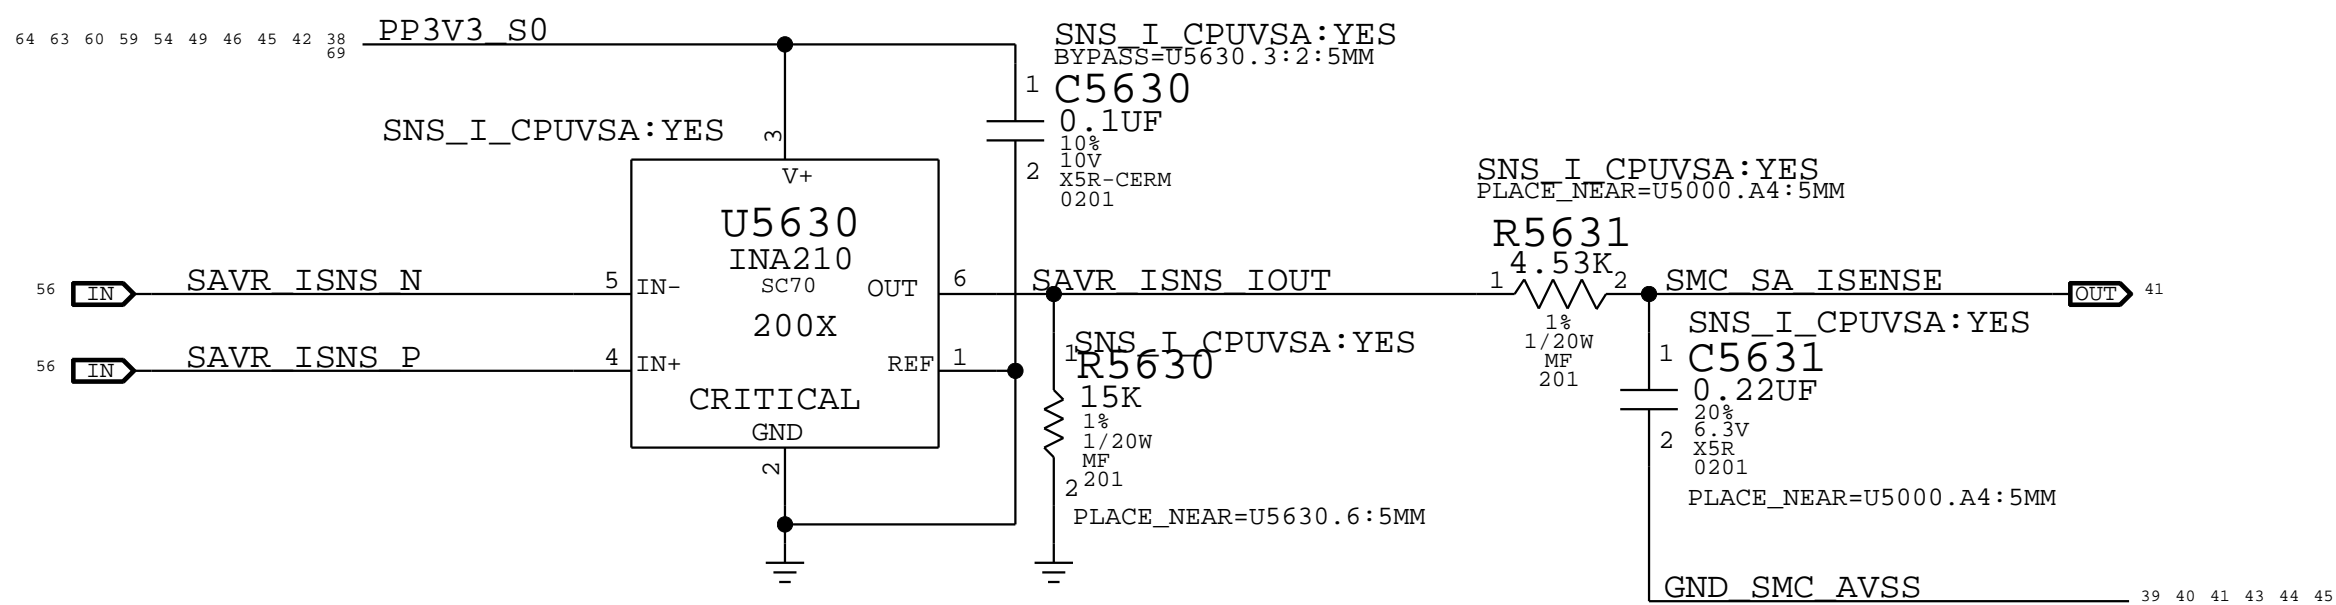 64 63 60 59 54 49 46 45 42 38
69
PP3V3_S0
SNS_I_CPUVSA:YES
BYPASS=U5630.3:2:5MM
1
C5630
0.1UF
10%
10V
X5R-CERM
0201
2
SNS_I_CPUVSA:YES
3
V+
U5630
INA210
SC70
200X
CRITICAL
GND
2
56 IN SAVR_ISNS_N 5 IN-
56 IN SAVR_ISNS_P 4 IN+
OUT 6 SAVR_ISNS_IOUT
REF 1
SNS_I_CPUVSA:YES
1
R5630
15K
1%
1/20W
MF
201
2
PLACE_NEAR=U5630.6:5MM
SNS_I_CPUVSA:YES
PLACE_NEAR=U5000.A4:5MM
R5631
4.53K
1 2
1%
1/20W
MF
201
SMC_SA_ISENSE OUT 41
SNS_I_CPUVSA:YES
1
C5631
0.22UF
20%
6.3V
X5R
0201
2
PLACE_NEAR=U5000.A4:5MM
GND_SMC_AVSS 39 40 41 43 44 45